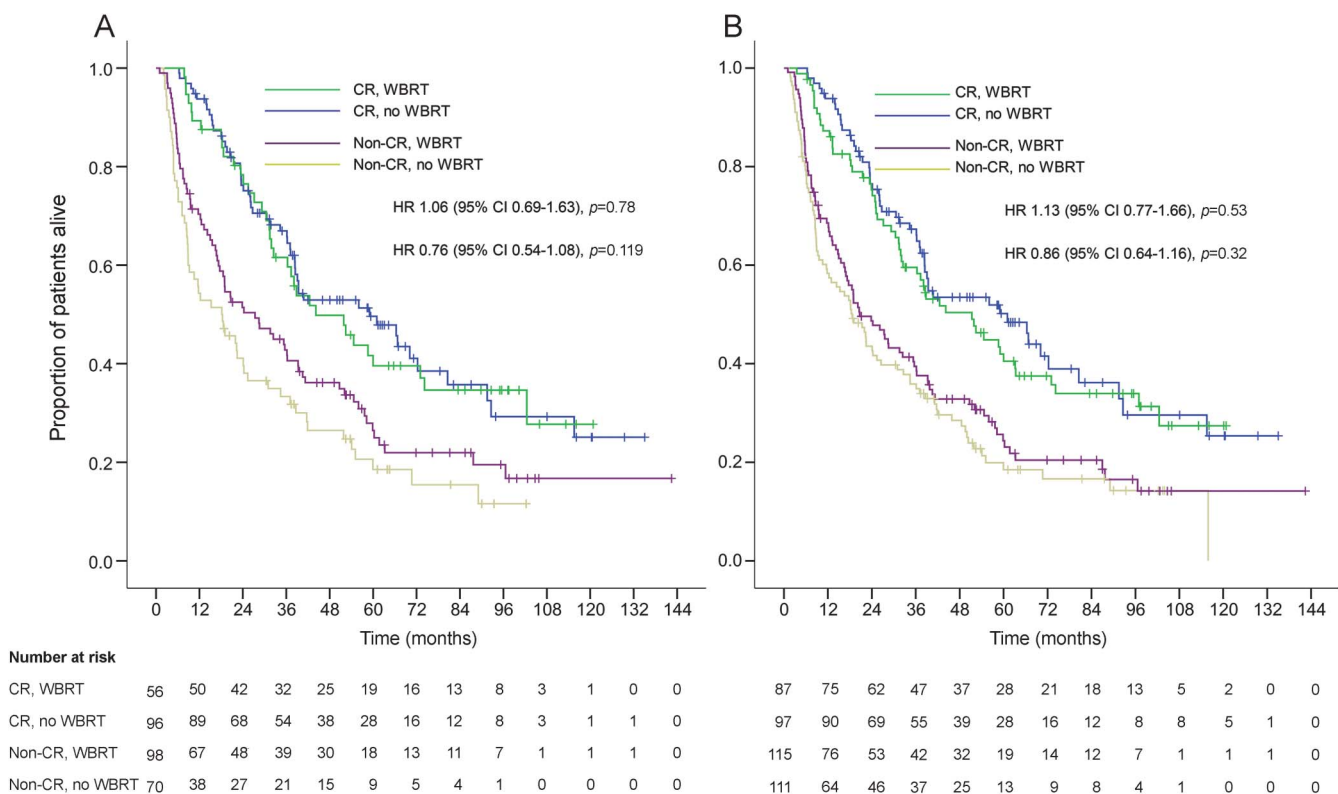 A
B
CR, WBRT
CR, no WBRT
Non-CR, WBRT
Non-CR, no WBRT
HR 1.06 (95% CI 0.69-1.63), p=0.78
HR 0.76 (95% CI 0.54-1.08), p=0.119
CR, WBRT
CR, no WBRT
Non-CR, WBRT
Non-CR, no WBRT
HR 1.13 (95% CI 0.77-1.66), p=0.53
HR 0.86 (95% CI 0.64-1.16), p=0.32
Proportion of patients alive
1.0
0.8
0.6
0.4
0.2
0.0
1.0
0.8
0.6
0.4
0.2
0.0
0 12 24 36 48 60 72 84 96 108 120 132 144
0 12 24 36 48 60 72 84 96 108 120 132 144
Time (months)
Time (months)
Number at risk
CR, WBRT 56 50 42 32 25 19 16 13 8 3 1 0 0 87 75 62 47 37 28 21 18 13 5 2 0 0
CR, no WBRT 96 89 68 54 38 28 16 12 8 3 1 1 0 97 90 69 55 39 28 16 12 8 8 5 1 0
Non-CR, WBRT 98 67 48 39 30 18 13 11 7 1 1 1 0 115 76 53 42 32 19 14 12 7 1 1 1 0
Non-CR, no WBRT 70 38 27 21 15 9 5 4 1 0 0 0 0 111 64 46 37 25 13 9 8 4 1 0 0 0